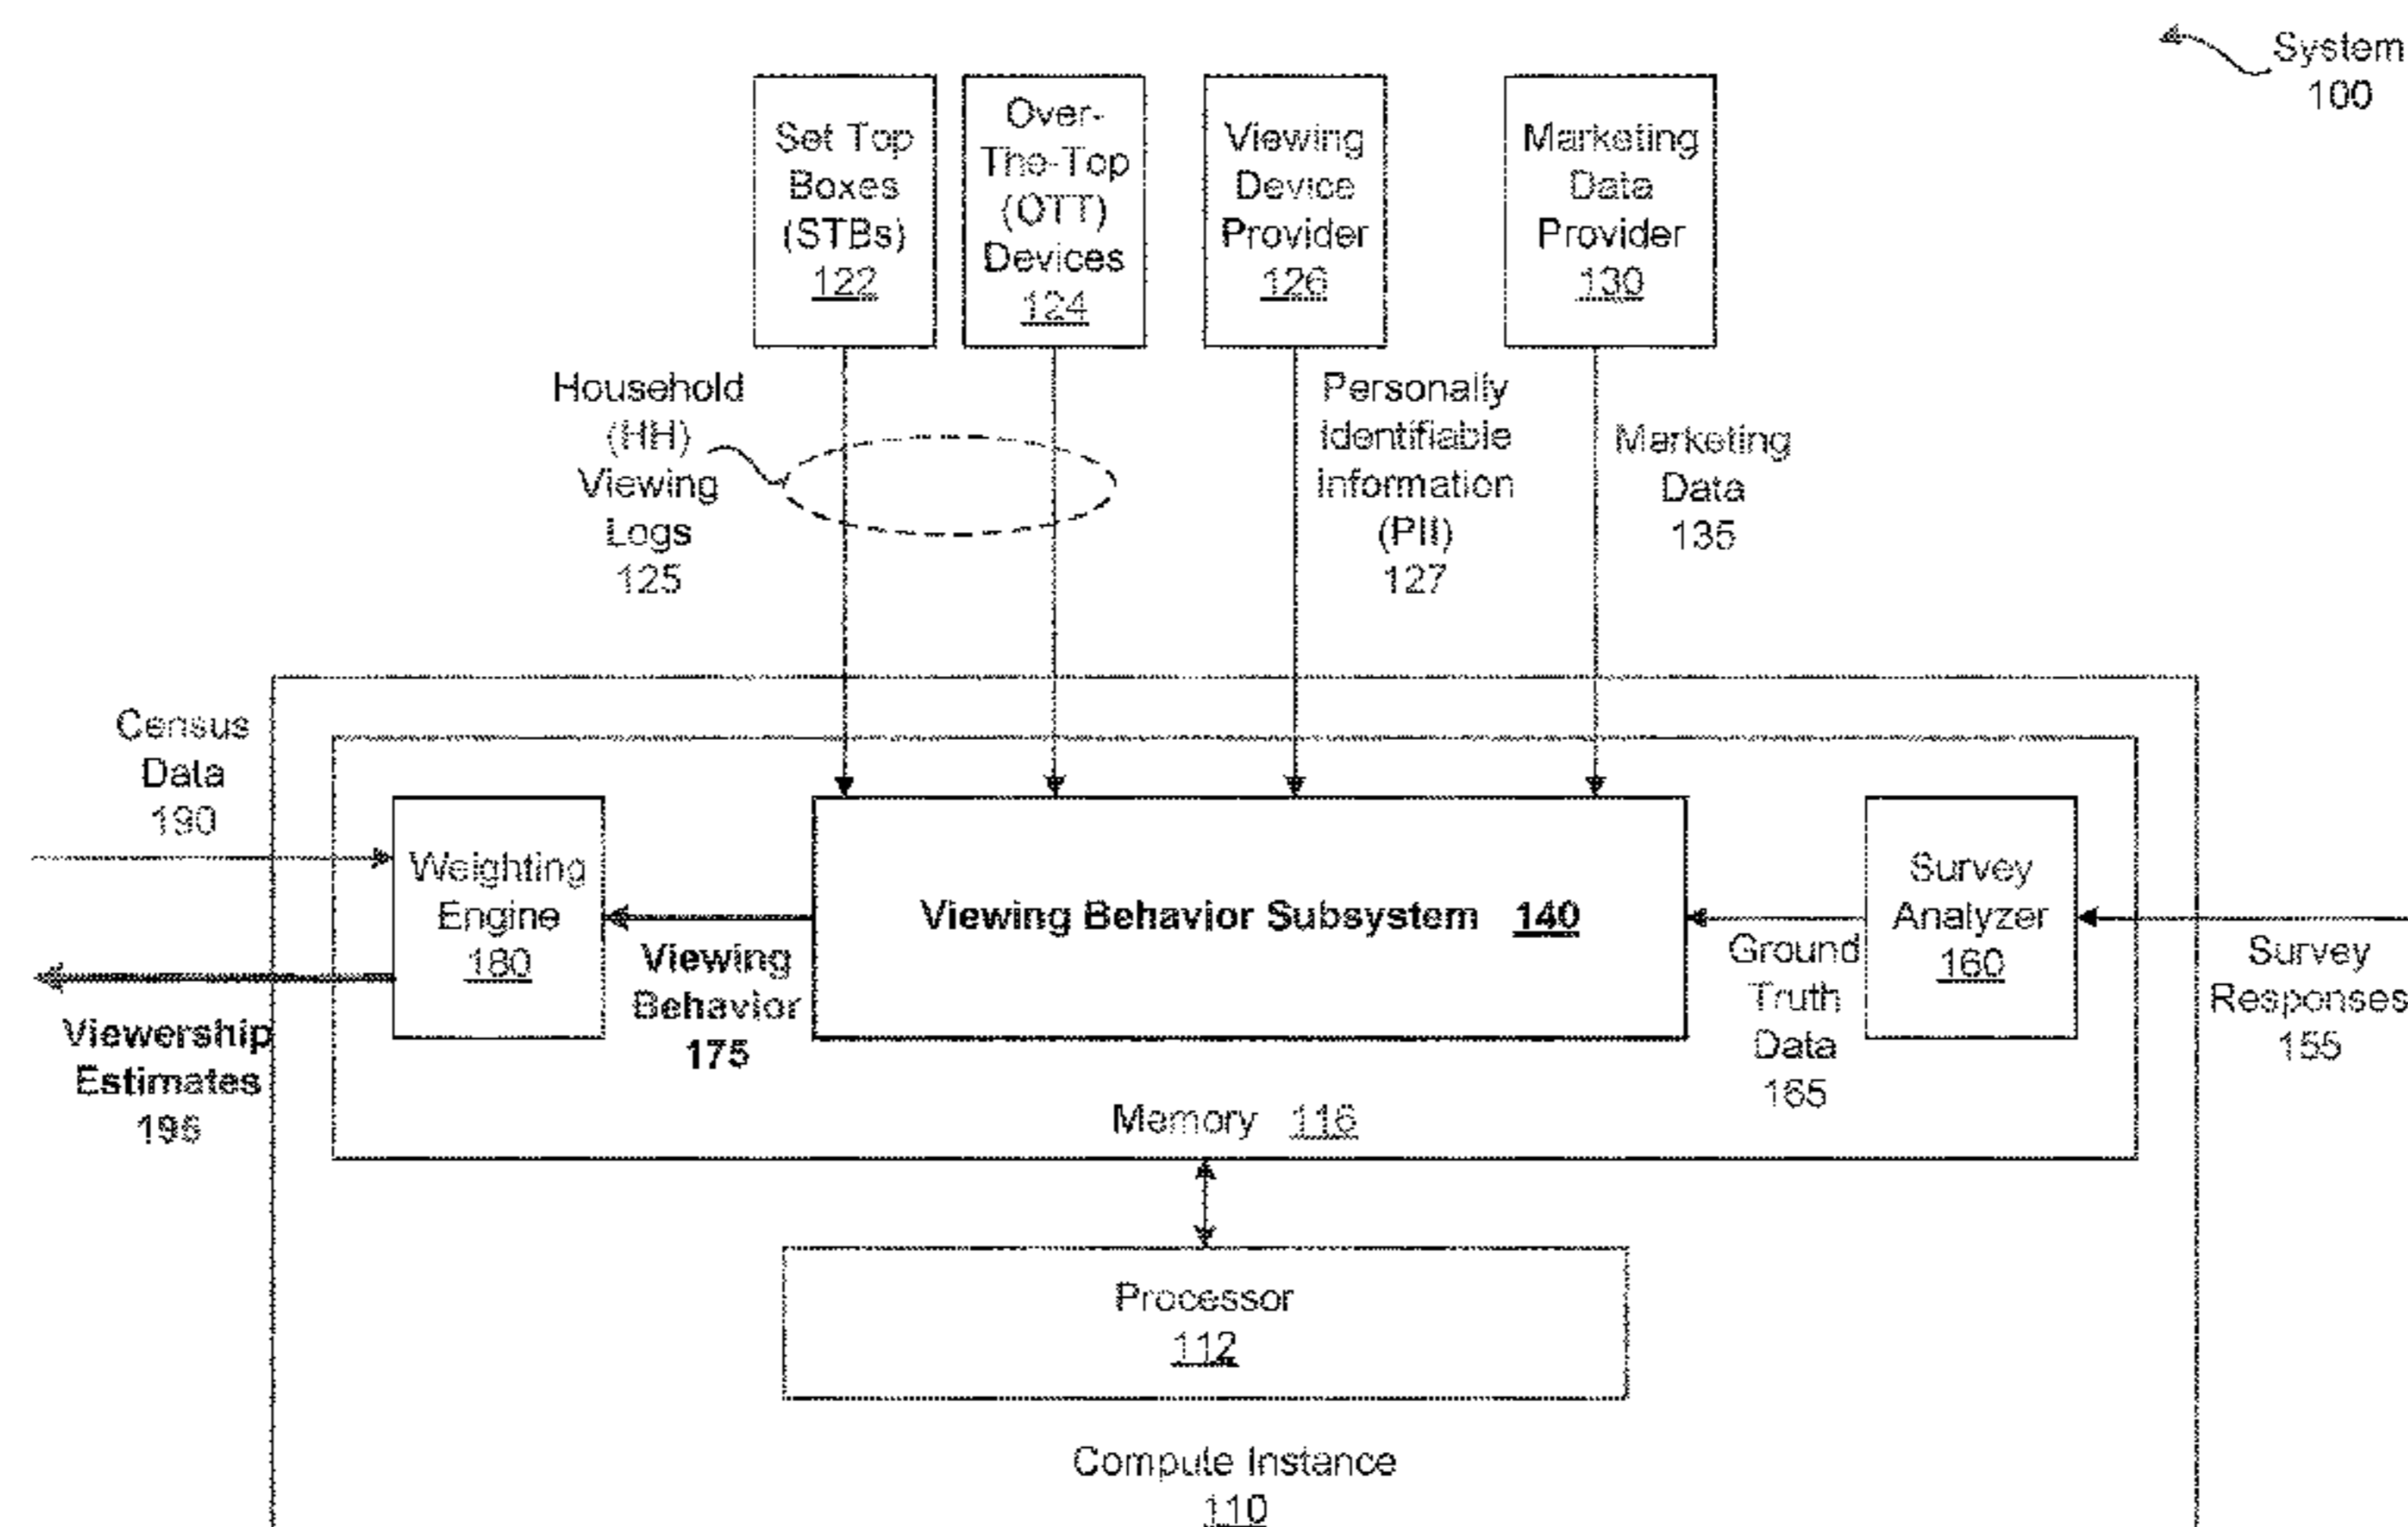 System
100
Set Top
Boxes
(STBs)
122
Over-
The-Top
(OTT)
Devices
124
Viewing
Device
Provider
126
Marketing
Data
Provider
130
Household
(HH)
Viewing
Logs
125
Personally
Identifiable
Information
(PII)
127
Marketing
Data
135
Census
Data
190
Weighting
Engine
180
Viewership
Estimates
195
Viewing
Behavior
175
Viewing Behavior Subsystem 140
Ground
Truth
Data
165
Survey
Analyzer
160
Survey
Responses
155
Memory 116
Processor
112
Compute Instance
110